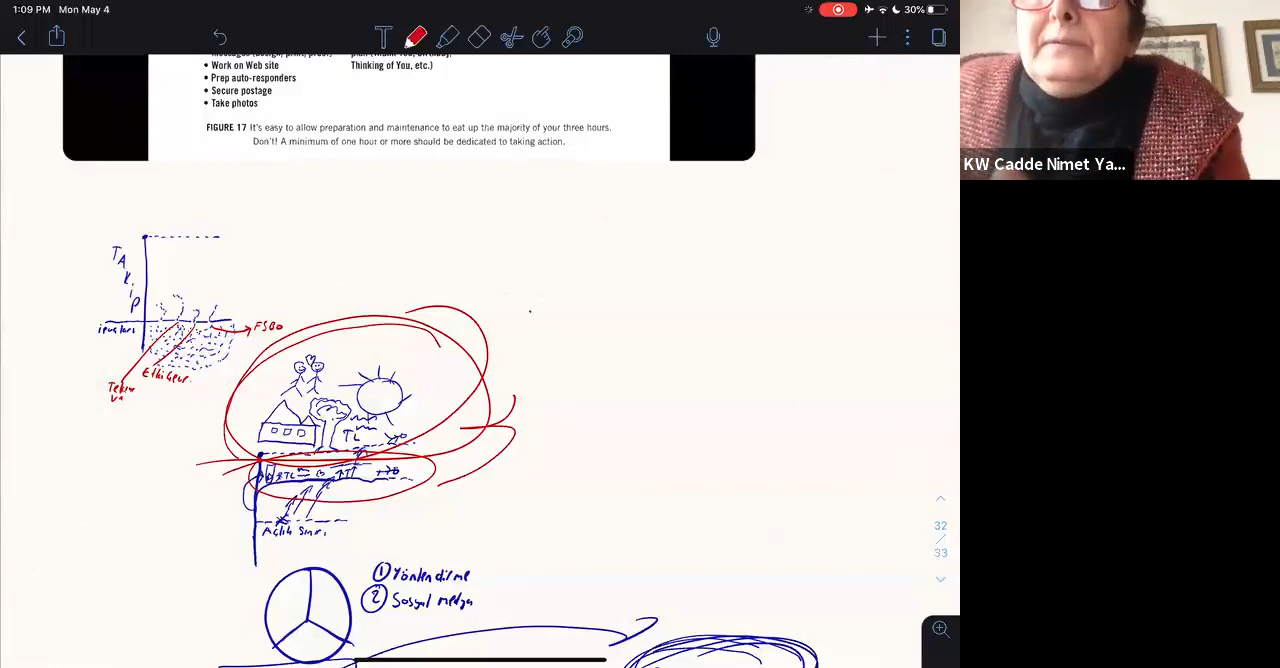 1:09 PM Mon May 4
30%
• Work on Web site
Thinking of You, etc.)
• Prep auto-responders
• Secure postage
• Take photos
FIGURE 17 It's easy to allow preparation and maintenance to eat up the majority of your three hours.
Don't! A minimum of one hour or more should be dedicated to taking action.
KW Cadde Nimet Ya...
TAKİP
ipuçları
FSBO
TL
Açlık Sınırı
① Yönlendirme
② Sosyal medya
32
/
33